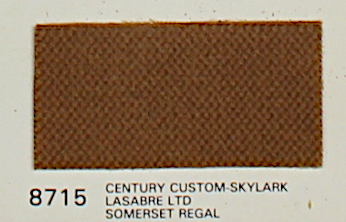 8715 CENTURY CUSTOM-SKYLARK
LASABRE LTD
SOMERSET REGAL